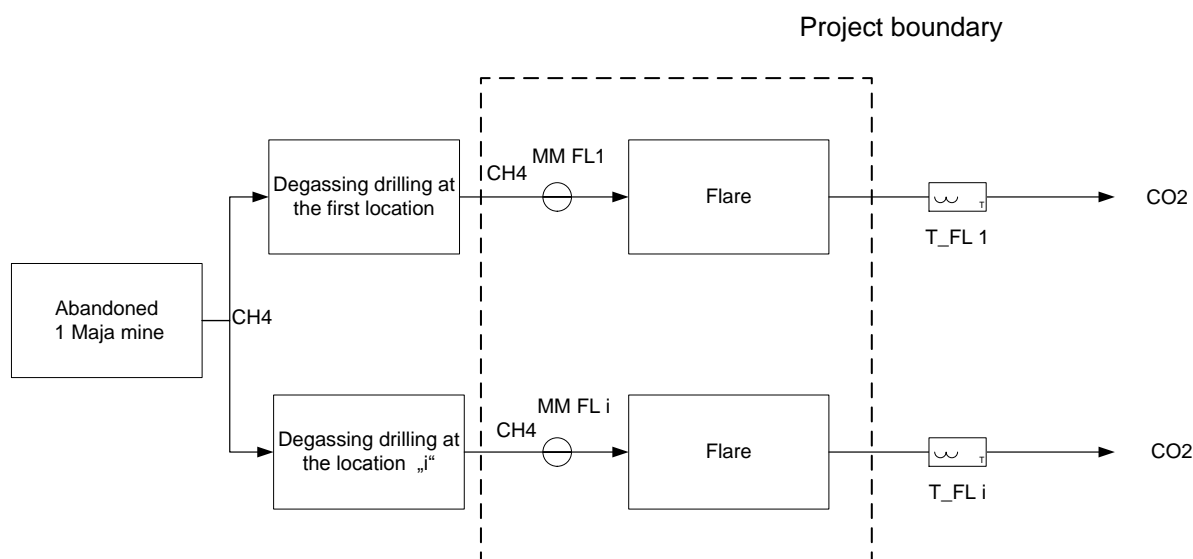 Project boundary
Degassing drilling at
the first location
CH4
MM FL1
Flare
T_FL 1
T
CO2
Abandoned
1 Maja mine
CH4
Degassing drilling at
the location „i“
CH4
MM FL i
Flare
T_FL i
T
CO2